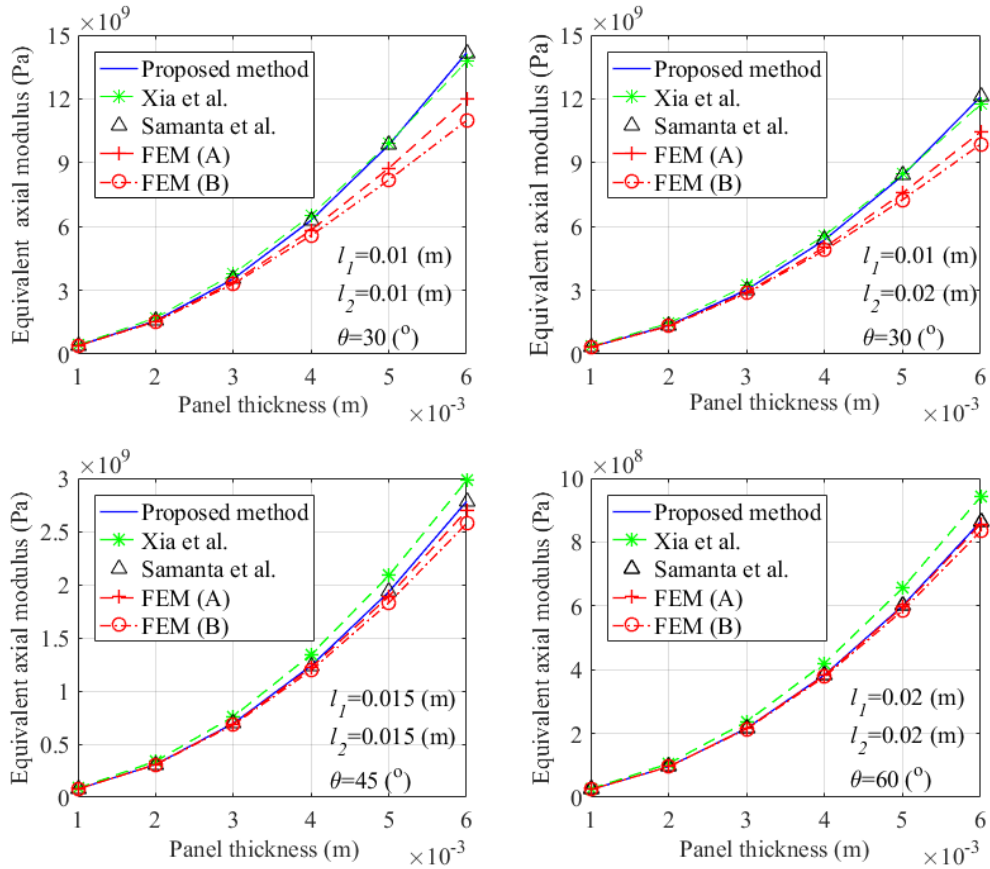 ×10⁹
Equivalent axial modulus (Pa)
15
12
9
6
3
0
Proposed method
Xia et al.
Samanta et al.
FEM (A)
FEM (B)
l₁=0.01 (m)
l₂=0.01 (m)
θ=30 (°)
1 2 3 4 5 6
Panel thickness (m)
×10⁻³
×10⁹
Equivalent axial modulus (Pa)
15
12
9
6
3
0
Proposed method
Xia et al.
Samanta et al.
FEM (A)
FEM (B)
l₁=0.01 (m)
l₂=0.02 (m)
θ=30 (°)
1 2 3 4 5 6
Panel thickness (m)
×10⁻³
×10⁹
Equivalent axial modulus (Pa)
3
2.5
2
1.5
1
0.5
0
Proposed method
Xia et al.
Samanta et al.
FEM (A)
FEM (B)
l₁=0.015 (m)
l₂=0.015 (m)
θ=45 (°)
1 2 3 4 5 6
Panel thickness (m)
×10⁻³
×10⁸
Equivalent axial modulus (Pa)
10
8
6
4
2
0
Proposed method
Xia et al.
Samanta et al.
FEM (A)
FEM (B)
l₁=0.02 (m)
l₂=0.02 (m)
θ=60 (°)
1 2 3 4 5 6
Panel thickness (m)
×10⁻³